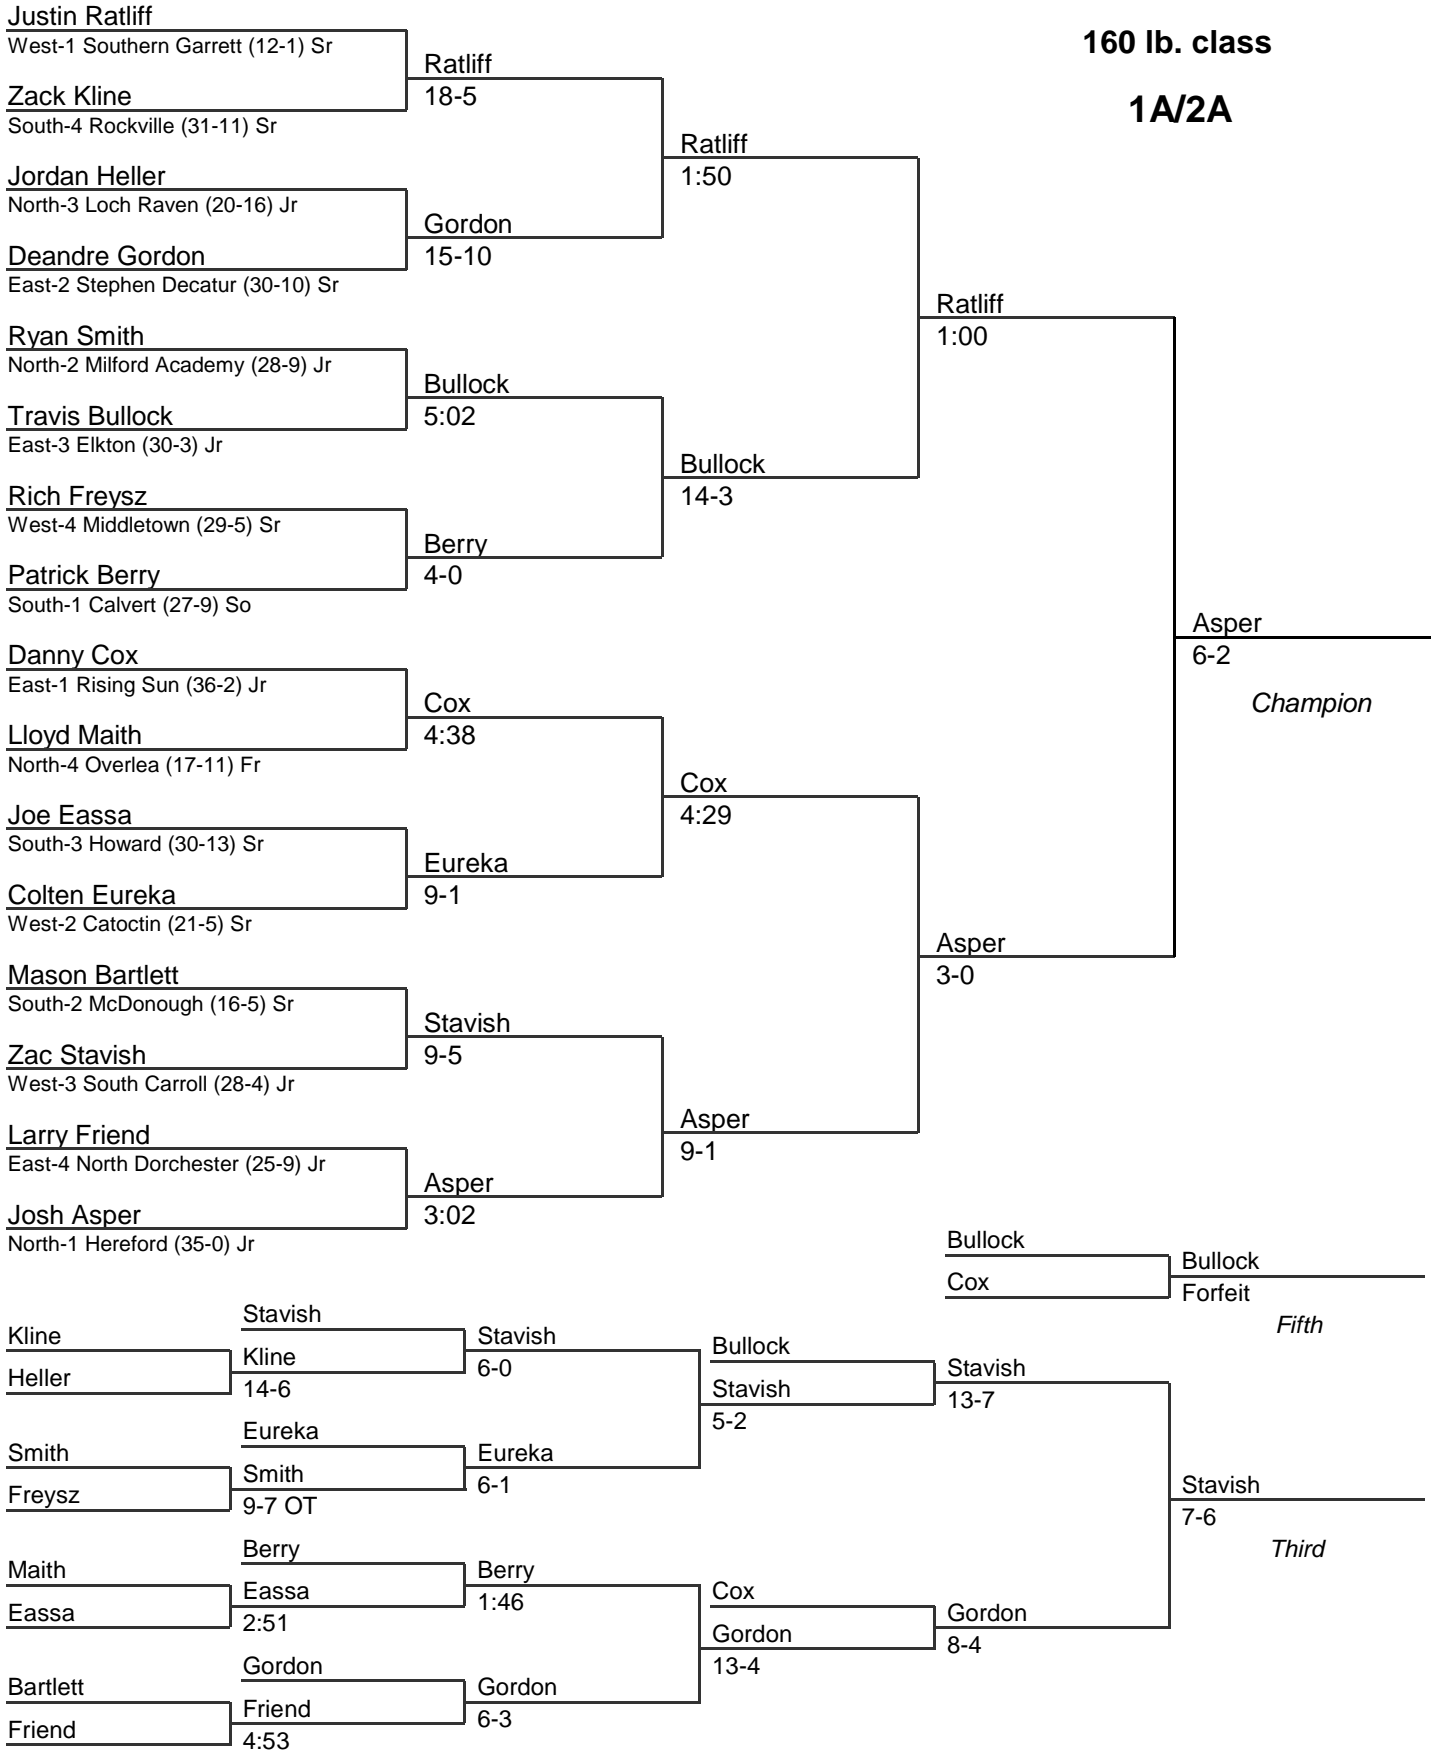 160 lb. class
1A/2A
Justin Ratliff
West-1 Southern Garrett (12-1) Sr
Zack Kline
South-4 Rockville (31-11) Sr
Jordan Heller
North-3 Loch Raven (20-16) Jr
Deandre Gordon
East-2 Stephen Decatur (30-10) Sr
Ryan Smith
North-2 Milford Academy (28-9) Jr
Travis Bullock
East-3 Elkton (30-3) Jr
Rich Freysz
West-4 Middletown (29-5) Sr
Patrick Berry
South-1 Calvert (27-9) So
Danny Cox
East-1 Rising Sun (36-2) Jr
Lloyd Maith
North-4 Overlea (17-11) Fr
Joe Eassa
South-3 Howard (30-13) Sr
Colten Eureka
West-2 Catoctin (21-5) Sr
Mason Bartlett
South-2 McDonough (16-5) Sr
Zac Stavish
West-3 South Carroll (28-4) Jr
Larry Friend
East-4 North Dorchester (25-9) Jr
Josh Asper
North-1 Hereford (35-0) Jr
Ratliff
18-5
Gordon
15-10
Bullock
5:02
Berry
4-0
Cox
4:38
Eureka
9-1
Stavish
9-5
Asper
3:02
Ratliff
1:50
Bullock
14-3
Cox
4:29
Asper
9-1
Ratliff
1:00
Asper
3-0
Asper
6-2
Champion
Bullock
Cox
Bullock
Forfeit
Fifth
Kline
Heller
Smith
Freysz
Maith
Eassa
Bartlett
Friend
Stavish
Kline
14-6
Eureka
Smith
9-7 OT
Berry
Eassa
2:51
Gordon
Friend
4:53
Stavish
6-0
Eureka
6-1
Berry
1:46
Gordon
6-3
Bullock
Stavish
5-2
Cox
Gordon
13-4
Stavish
13-7
Gordon
8-4
Stavish
7-6
Third